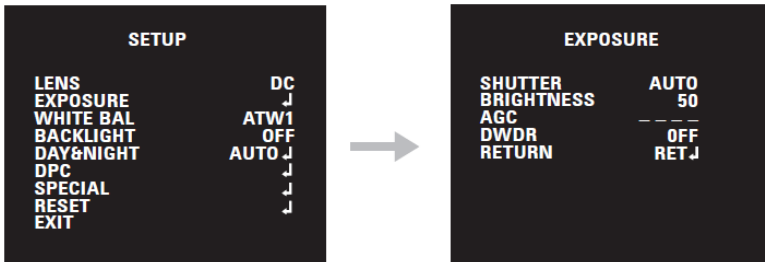 SETUP
LENS DC
EXPOSURE ↲
WHITE BAL ATW1
BACKLIGHT OFF
DAY&NIGHT AUTO↲
DPC ↲
SPECIAL ↲
RESET ↲
EXIT
EXPOSURE
SHUTTER AUTO
BRIGHTNESS 50
AGC – – – –
DWDR OFF
RETURN RET↲